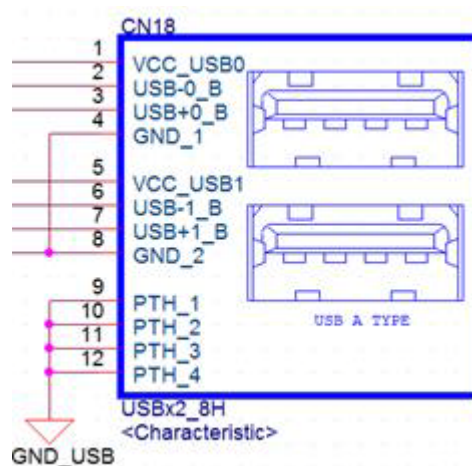 CN18
1 VCC_USB0
2 USB-0_B
3 USB+0_B
4 GND_1
5 VCC_USB1
6 USB-1_B
7 USB+1_B
8 GND_2
USB A TYPE
9 PTH_1
10 PTH_2
11 PTH_3
12 PTH_4
USBx2_8H
<Characteristic>
GND_USB